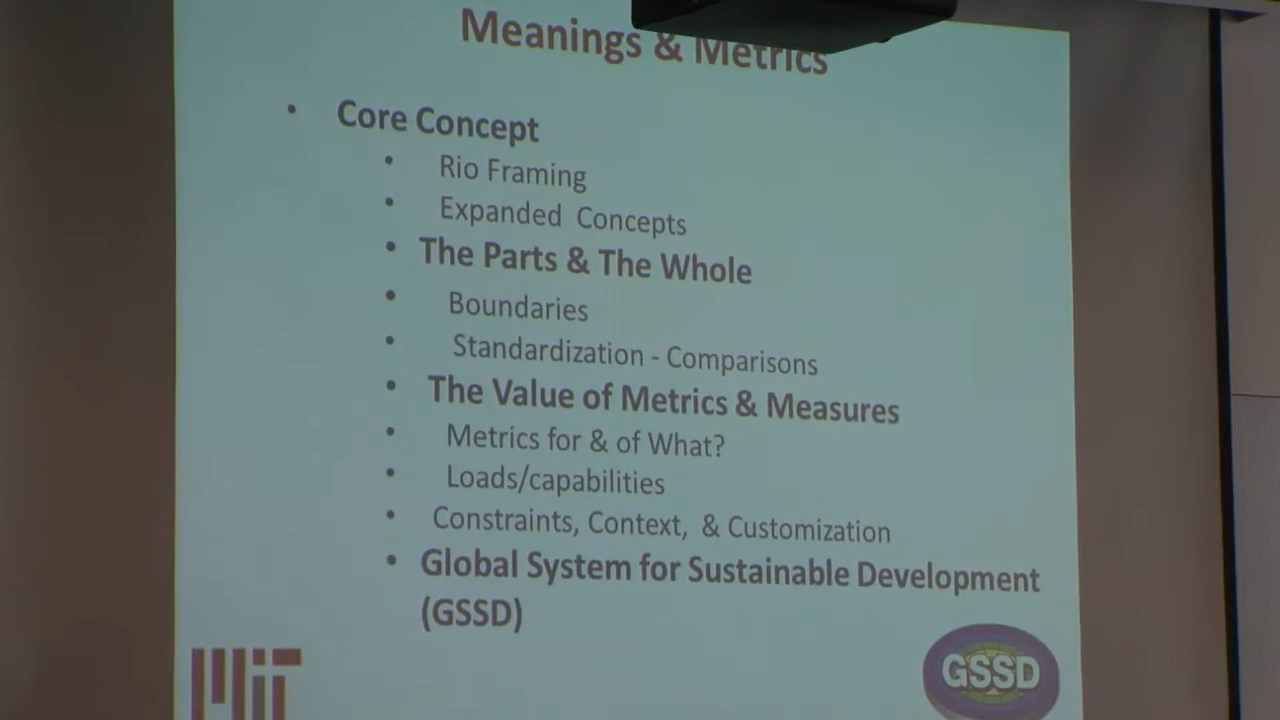 Meanings & Metrics
• Core Concept
• Rio Framing
• Expanded Concepts
• The Parts & The Whole
• Boundaries
• Standardization - Comparisons
• The Value of Metrics & Measures
• Metrics for & of What?
• Loads/capabilities
• Constraints, Context, & Customization
• Global System for Sustainable Development
(GSSD)
MIT
GSSD